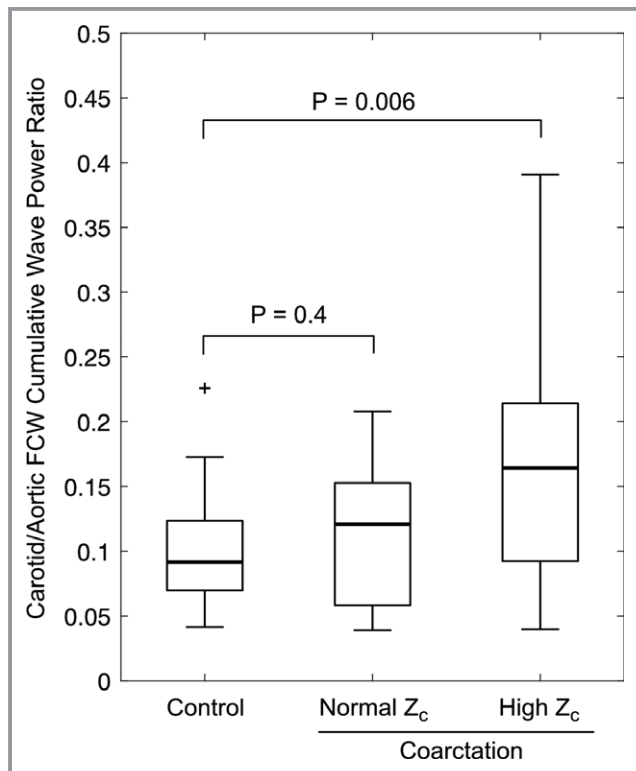 Carotid/Aortic FCW Cumulative Wave Power Ratio
0.5
0.45
0.4
0.35
0.3
0.25
0.2
0.15
0.1
0.05
0
P = 0.006
P = 0.4
Control
Normal Zc
High Zc
Coarctation